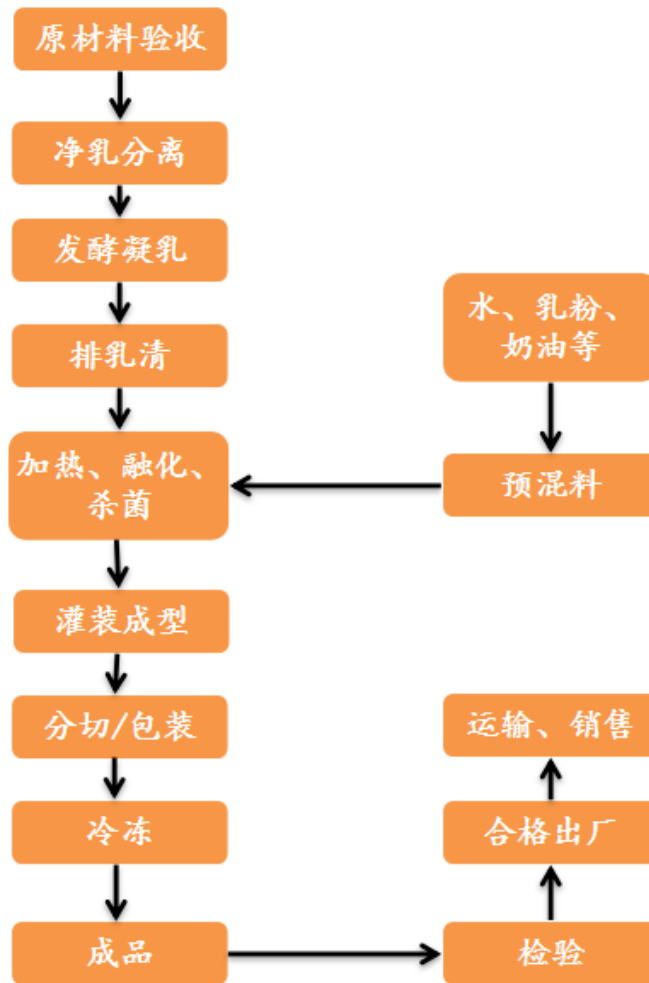 原材料验收
净乳分离
发酵凝乳
排乳清
加热、融化、
杀菌
水、乳粉、
奶油等
预混料
灌装成型
分切/包装
冷冻
成品
检验
合格出厂
运输、销售